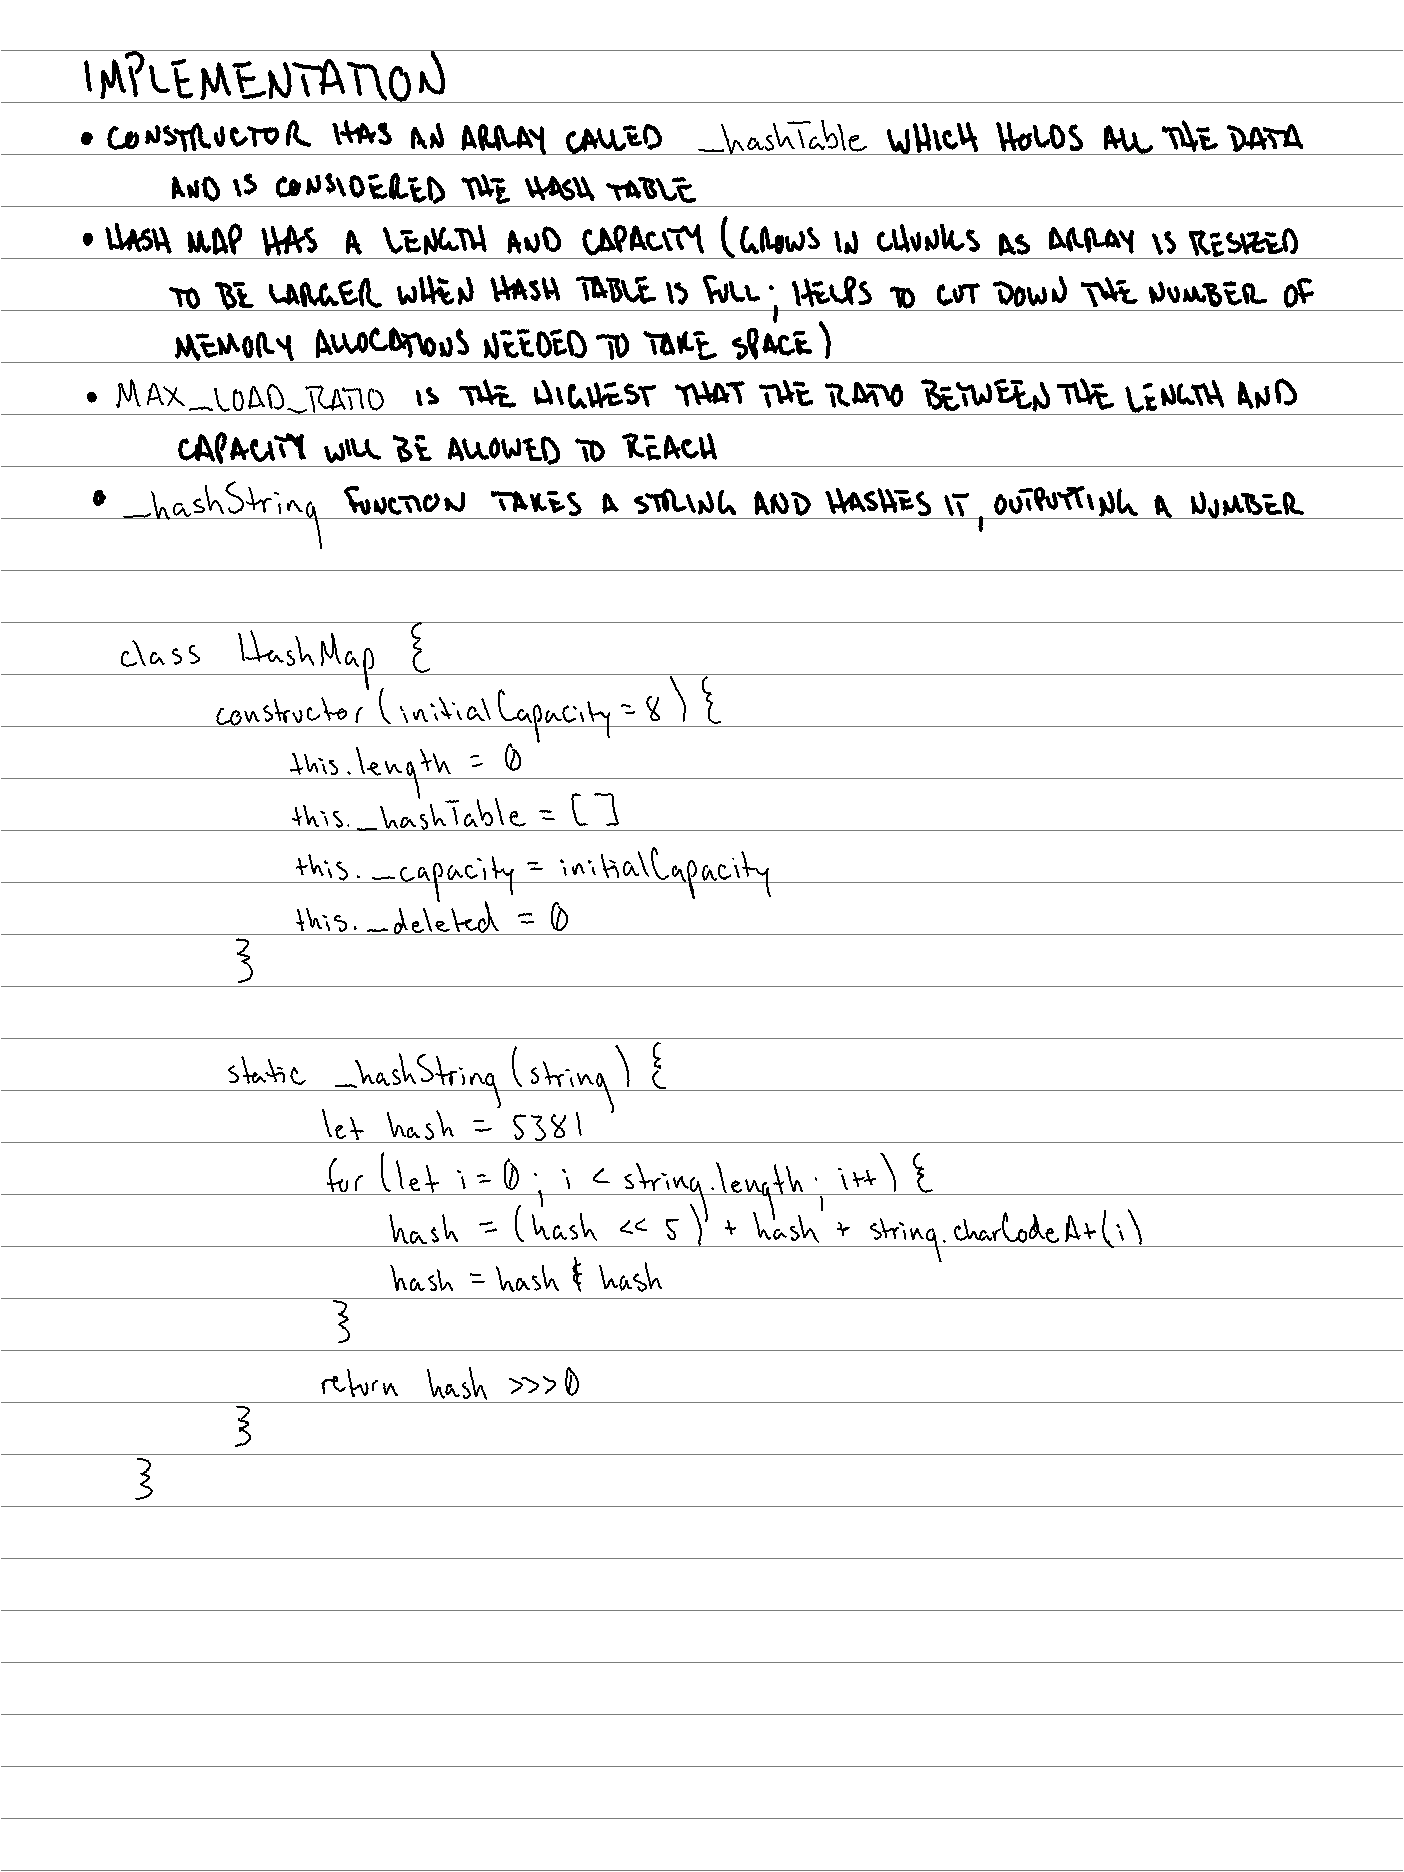 IMPLEMENTATION
• CONSTRUCTOR HAS AN ARRAY CALLED _hashTable WHICH HOLDS ALL THE DATA
AND IS CONSIDERED THE HASH TABLE
• HASH MAP HAS A LENGTH AND CAPACITY (GROWS IN CHUNKS AS ARRAY IS RESIZED
TO BE LARGER WHEN HASH TABLE IS FULL; HELPS TO CUT DOWN THE NUMBER OF
MEMORY ALLOCATIONS NEEDED TO TAKE SPACE)
• MAX_LOAD_RATIO IS THE HIGHEST THAT THE RATIO BETWEEN THE LENGTH AND
CAPACITY WILL BE ALLOWED TO REACH
• _hashString FUNCTION TAKES A STRING AND HASHES IT, OUTPUTTING A NUMBER
class HashMap {
constructor (initialCapacity = 8) {
this.length = 0
this._hashTable = []
this._capacity = initialCapacity
this._deleted = 0
}
static _hashString (string) {
let hash = 5381
for (let i = 0; i < string.length; i++) {
hash = (hash << 5) + hash + string.charCodeAt(i)
hash = hash & hash
}
return hash >>> 0
}
}